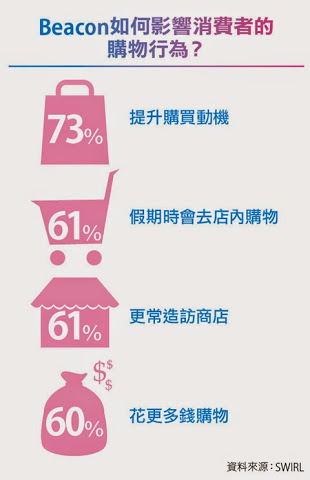 Beacon如何影響消費者的
購物行為？
73%
提升購買動機
61%
假期時會去店內購物
61%
更常造訪商店
$$
$
60%
花更多錢購物
資料來源：SWIRL